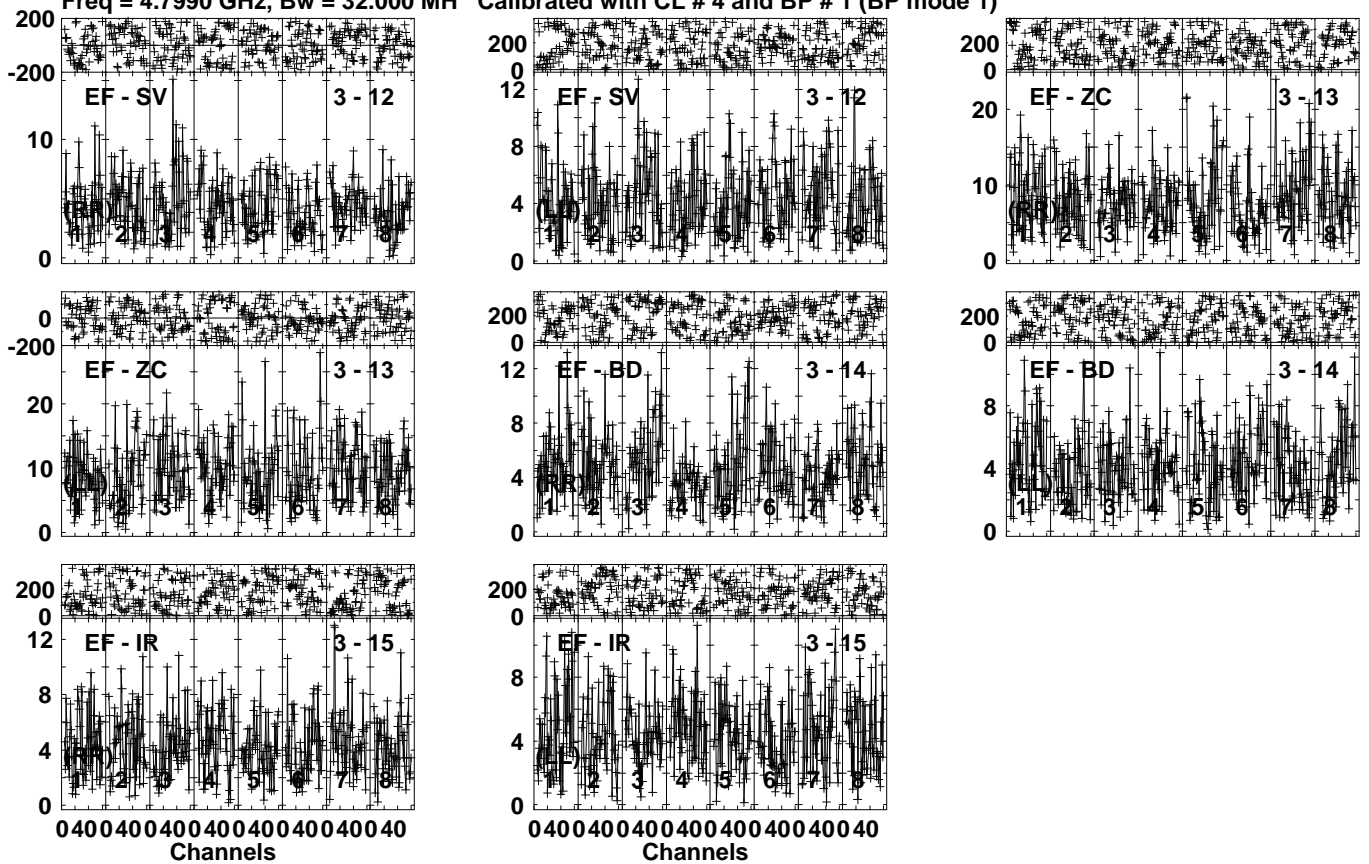 Freq = 4.7990 GHz, Bw = 32.000 MH Calibrated with CL # 4 and BP # 1 (BP mode 1)
200
-200
EF - SV 3 - 12
10
0
(RR)
1 2 3 4 5 6 7 8
200
0
EF - SV 3 - 12
12
8
4
0
(LL)
1 2 3 4 5 6 7 8
200
0
EF - ZC 3 - 13
20
10
0
(RR)
1 2 3 4 5 6 7 8
0
-200
EF - ZC 3 - 13
20
10
0
(LL)
1 2 3 4 5 6 7 8
200
0
EF - BD 3 - 14
12
8
4
0
(RR)
1 2 3 4 5 6 7 8
200
0
EF - BD 3 - 14
8
4
0
(LL)
1 2 3 4 5 6 7 8
200
0
EF - IR 3 - 15
12
8
4
0
(RR)
1 2 3 4 5 6 7 8
0 40 0 40 0 40 0 40 0 40 0 40 0 40 0 40
Channels
200
0
EF - IR 3 - 15
8
4
0
(LL)
1 2 3 4 5 6 7 8
0 40 0 40 0 40 0 40 0 40 0 40 0 40 0 40
Channels